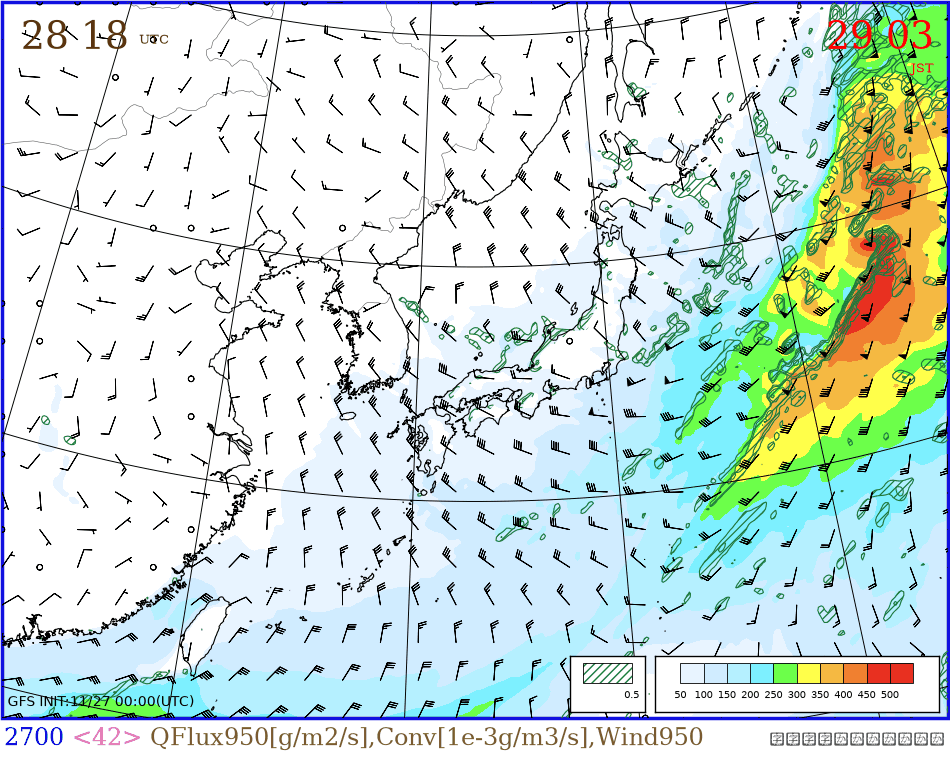 28 18 UTC
29 03
JST
0.5
50 100 150 200 250 300 350 400 450 500
GFS INIT:11/27 00:00(UTC)
2700 <42> QFlux950[g/m2/s],Conv[1e-3g/m3/s],Wind950